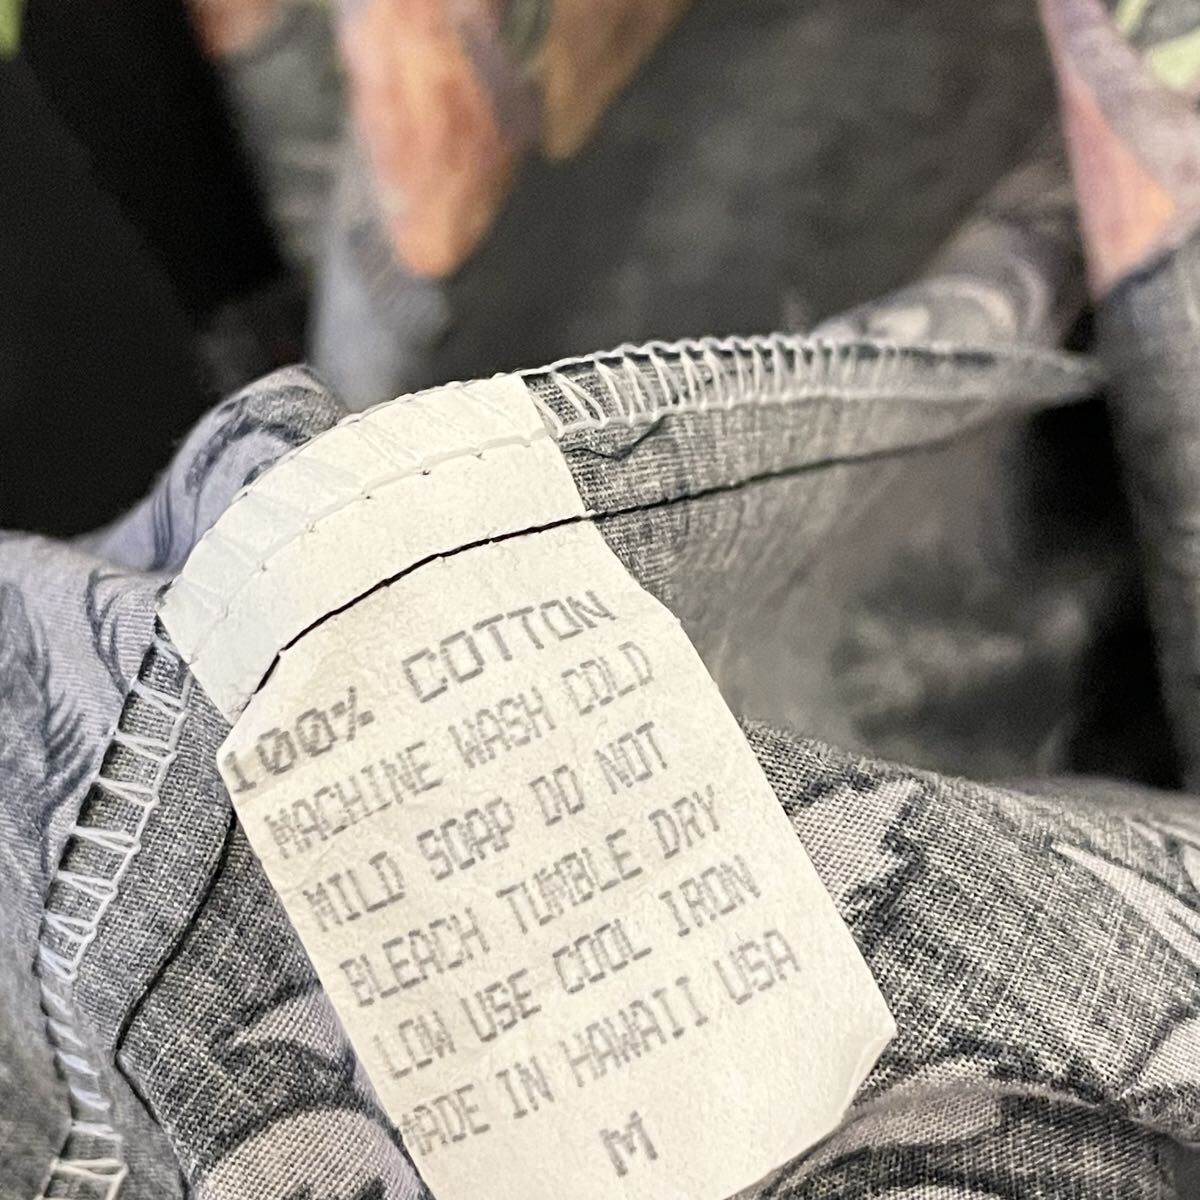 100% COTTON
MACHINE WASH COLD
MILD SOAP DO NOT
BLEACH TUMBLE DRY
LOW USE COOL IRON
MADE IN HAWAII USA
M